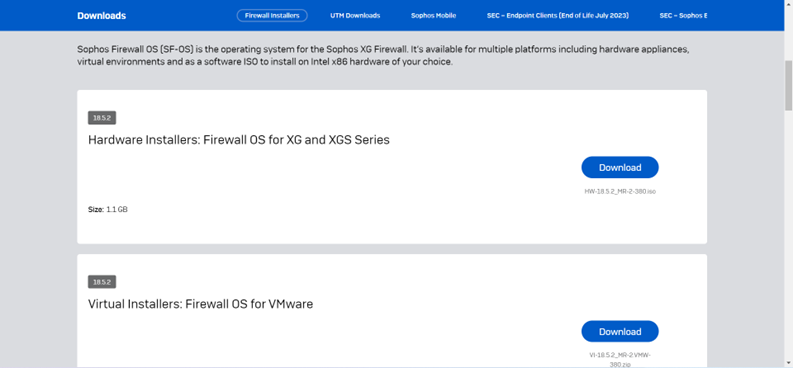 Downloads
Firewall Installers
UTM Downloads
Sophos Mobile
SEC – Endpoint Clients (End of Life July 2023)
SEC – Sophos E
Sophos Firewall OS (SF-OS) is the operating system for the Sophos XG Firewall. It's available for multiple platforms including hardware appliances,
virtual environments and as a software ISO to install on Intel x86 hardware of your choice.
18.5.2
Hardware Installers: Firewall OS for XG and XGS Series
Download
HW-18.5.2_MR-2-380.iso
Size: 1.1 GB
18.5.2
Virtual Installers: Firewall OS for VMware
Download
VI-18.5.2_MR-2.VMW-
380.zip